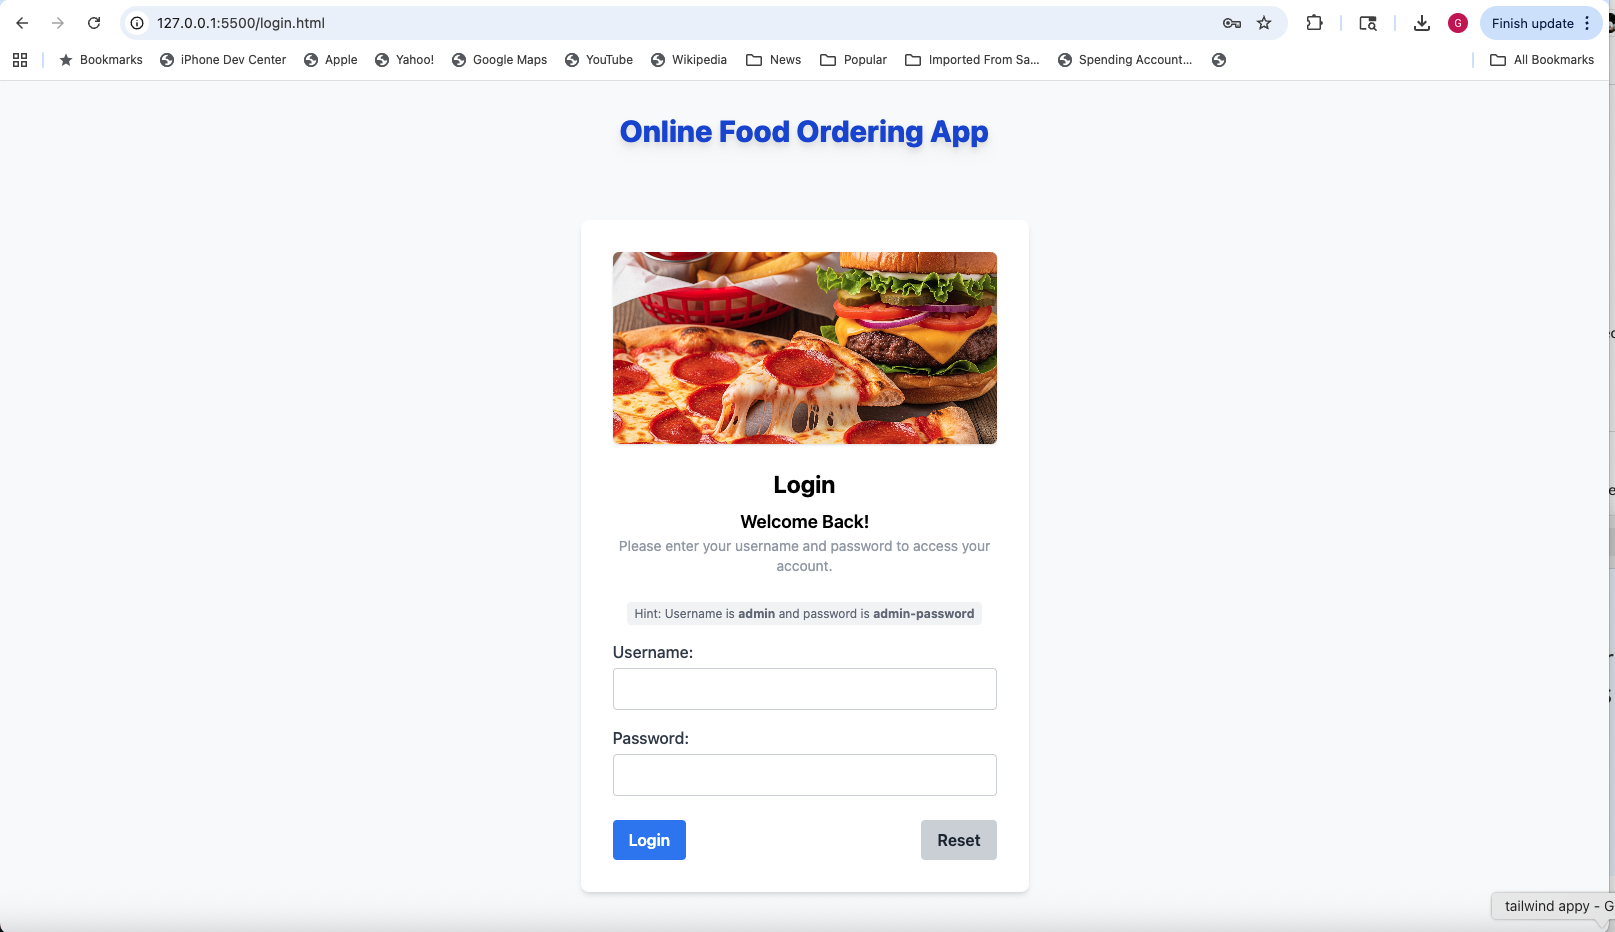 127.0.0.1:5500/login.html
G
Finish update
Bookmarks
iPhone Dev Center
Apple
Yahoo!
Google Maps
YouTube
Wikipedia
News
Popular
Imported From Sa...
Spending Account...
All Bookmarks
Online Food Ordering App
Login
Welcome Back!
Please enter your username and password to access your
account.
Hint: Username is admin and password is admin-password
Username:
Password:
Login
Reset
tailwind appy - G